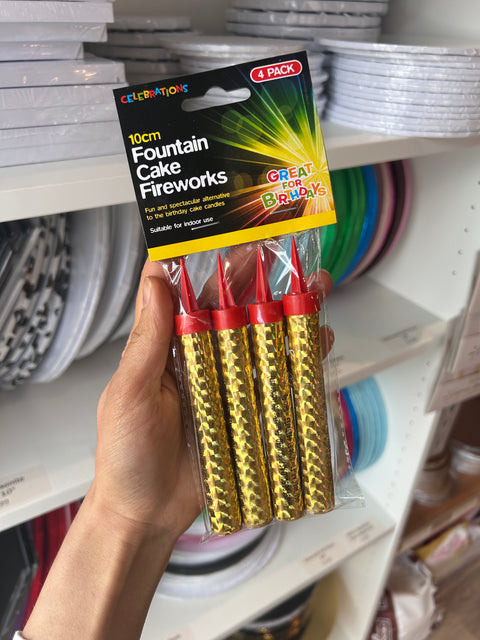 CELEBRATIONS
4 PACK
10cm
Fountain
Cake
Fireworks
Fun and spectacular alternative
to the birthday cake candles
Suitable for indoor use
GREAT
FOR
BIRTHDAYS